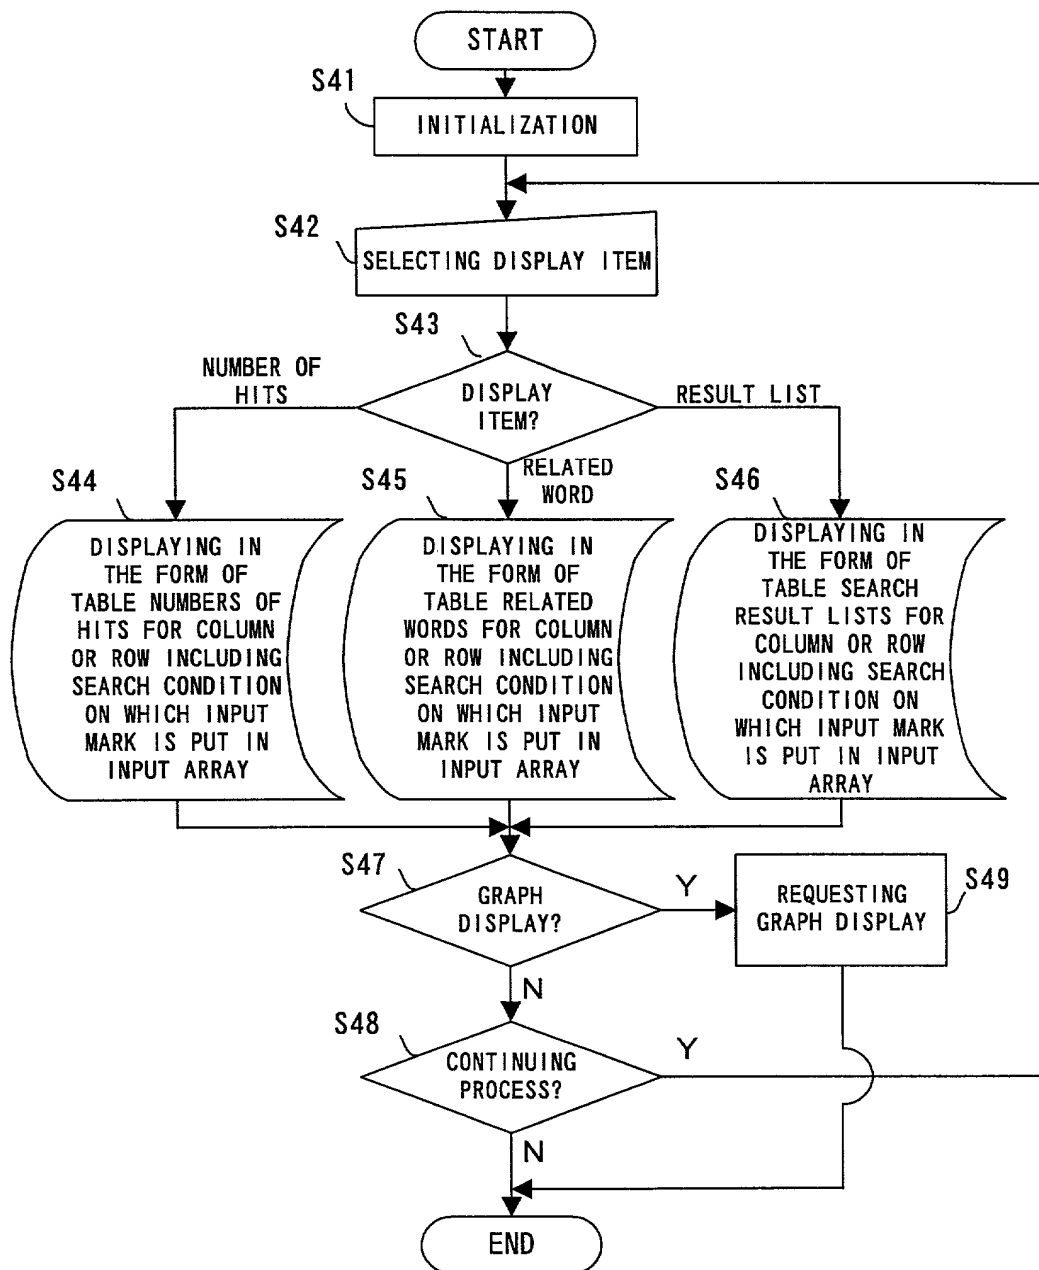 START
S41
INITIALIZATION
S42
SELECTING DISPLAY ITEM
S43
NUMBER OF
HITS
DISPLAY
ITEM?
RESULT LIST
RELATED
WORD
S44
DISPLAYING IN
THE FORM OF
TABLE NUMBERS OF
HITS FOR COLUMN
OR ROW INCLUDING
SEARCH CONDITION
ON WHICH INPUT
MARK IS PUT IN
INPUT ARRAY
S45
DISPLAYING IN
THE FORM OF
TABLE RELATED
WORDS FOR COLUMN
OR ROW INCLUDING
SEARCH CONDITION
ON WHICH INPUT
MARK IS PUT IN
INPUT ARRAY
S46
DISPLAYING IN
THE FORM OF
TABLE SEARCH
RESULT LISTS FOR
COLUMN OR ROW
INCLUDING SEARCH
CONDITION ON
WHICH INPUT MARK
IS PUT IN INPUT
ARRAY
S47
GRAPH
DISPLAY?
Y
REQUESTING
GRAPH DISPLAY
S49
N
S48
CONTINUING
PROCESS?
Y
N
END